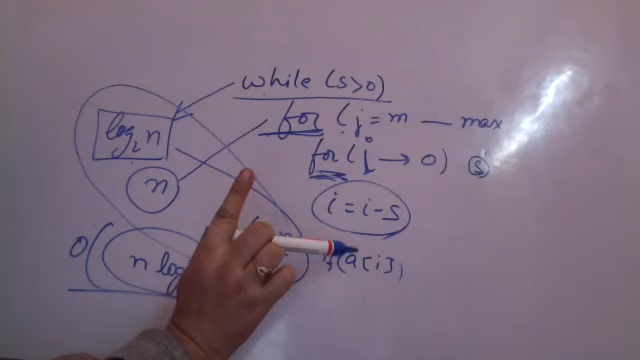 while (s>0)
for (j=m — max
log₂n
for (j → 0) s
n
i = i-s
O( n log
(a[i])